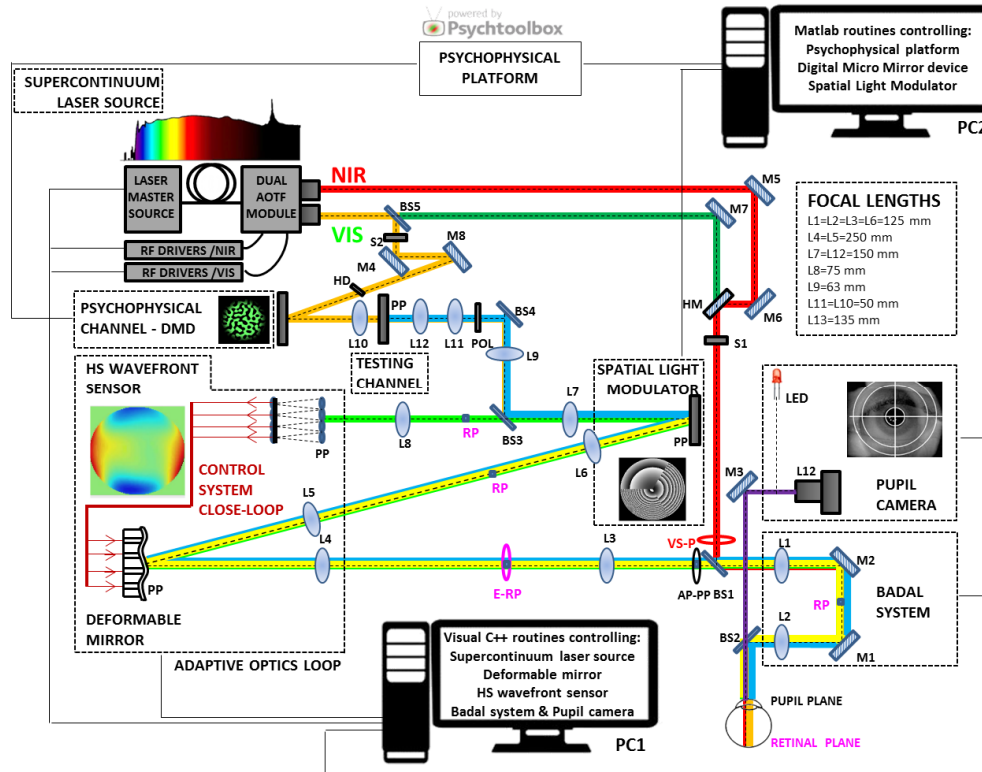 powered by
Psychtoolbox
PSYCHOPHYSICAL
PLATFORM
Matlab routines controlling:
Psychophysical platform
Digital Micro Mirror device
Spatial Light Modulator
PC2
SUPERCONTINUUM
LASER SOURCE
LASER
MASTER
SOURCE
DUAL
AOTF
MODULE
NIR
VIS
RF DRIVERS /NIR
RF DRIVERS /VIS
BS5
S2
M4
M8
HD
M7
M5
HM
M6
S1
FOCAL LENGTHS
L1=L2=L3=L6=125 mm
L4=L5=250 mm
L7=L12=150 mm
L8=75 mm
L9=63 mm
L11=L10=50 mm
L13=135 mm
PSYCHOPHYSICAL
CHANNEL - DMD
PP
L10
L12
L11
POL
BS4
L9
TESTING
CHANNEL
HS WAVEFRONT
SENSOR
SPATIAL LIGHT
MODULATOR
PP
L8
RP
BS3
L7
PP
L6
RP
CONTROL
SYSTEM
CLOSE-LOOP
L5
L4
PP
DEFORMABLE
MIRROR
ADAPTIVE OPTICS LOOP
E-RP
L3
AP-PP
BS1
VS-P
LED
M3
L12
PUPIL
CAMERA
L1
M2
RP
BADAL
SYSTEM
BS2
L2
M1
PUPIL PLANE
RETINAL PLANE
Visual C++ routines controlling:
Supercontinuum laser source
Deformable mirror
HS wavefront sensor
Badal system & Pupil camera
PC1